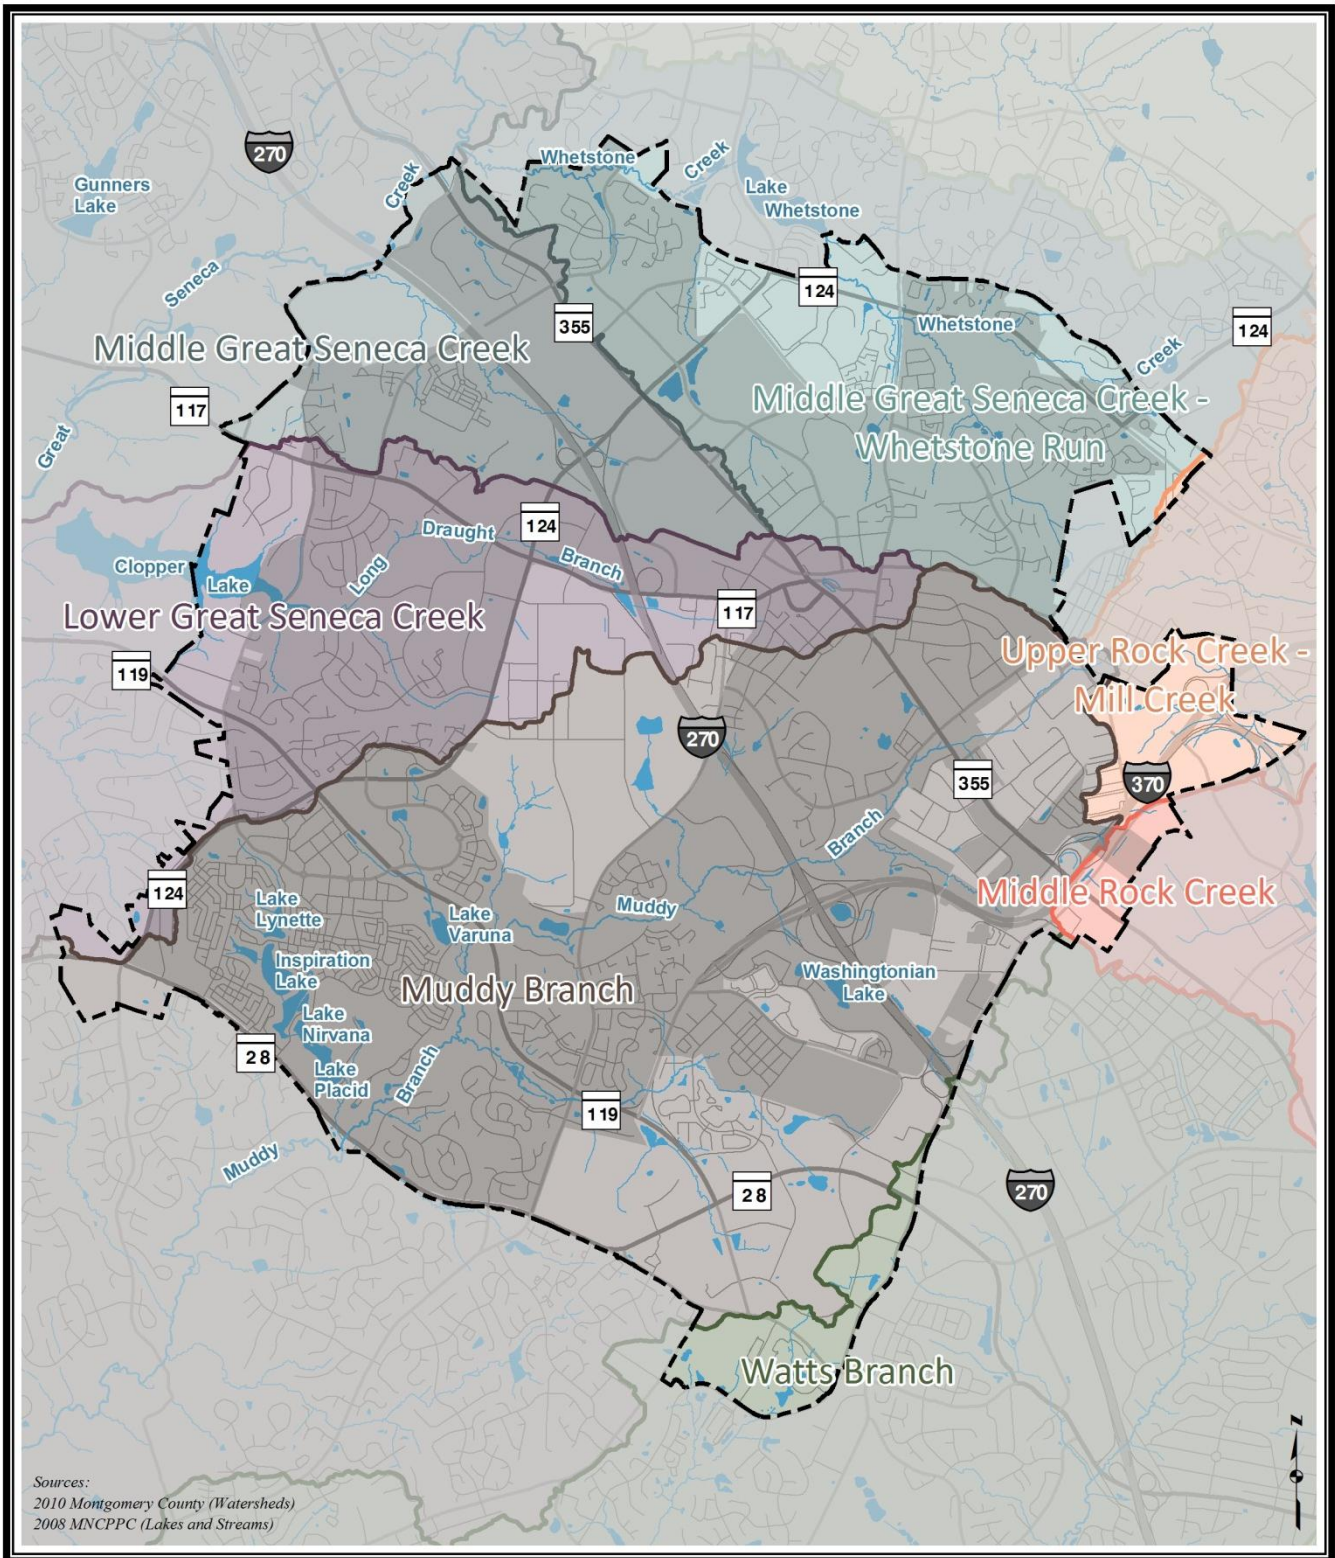 270
Whetstone
Creek
Creek
Gunners
Lake
Lake
Whetstone
Seneca
124
355
Whetstone
124
Middle Great Seneca Creek
Creek
117
Middle Great Seneca Creek -
Whetstone Run
Great
Draught
124
Branch
Clopper
Lake
Long
Lower Great Seneca Creek
117
119
Upper Rock Creek -
Mill Creek
270
355
370
Branch
124
Lake
Lynette
Lake
Varuna
Muddy
Middle Rock Creek
Inspiration
Lake
Muddy Branch
Washingtonian
Lake
Lake
Nirvana
28
Lake
Placid
Branch
119
Muddy
28
270
Watts Branch
N
Sources:
2010 Montgomery County (Watersheds)
2008 MNCPPC (Lakes and Streams)